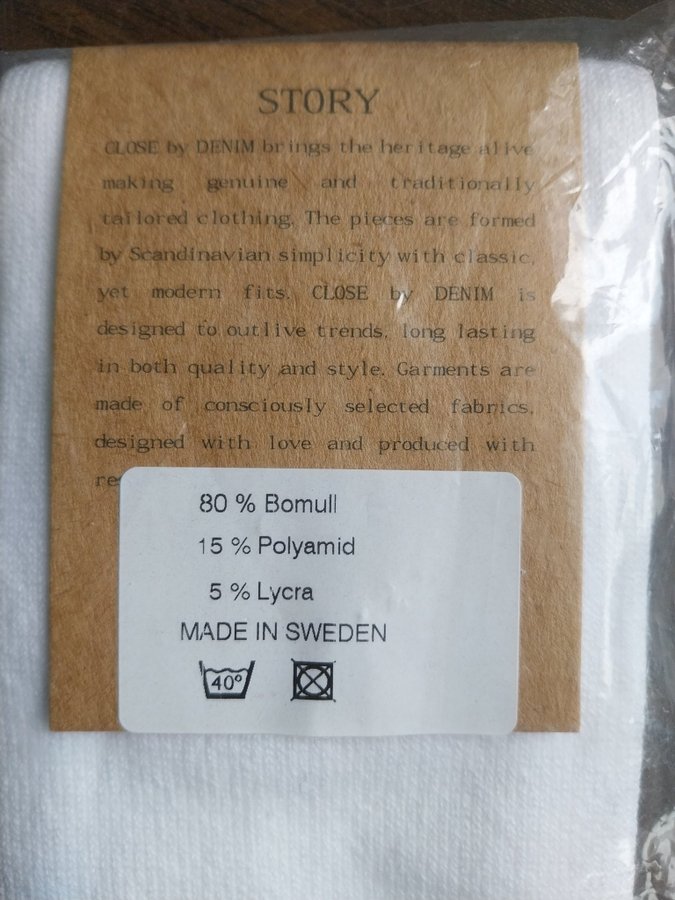 STORY
CLOSE by DENIM brings the heritage alive
making genuine and traditionally
tailored clothing. The pieces are formed
by Scandinavian simplicity with classic,
yet modern fits. CLOSE by DENIM is
designed to outlive trends, long lasting
in both quality and style. Garments are
made of consciously selected fabrics,
designed with love and produced with
80 % Bomull
15 % Polyamid
5 % Lycra
MADE IN SWEDEN
40°